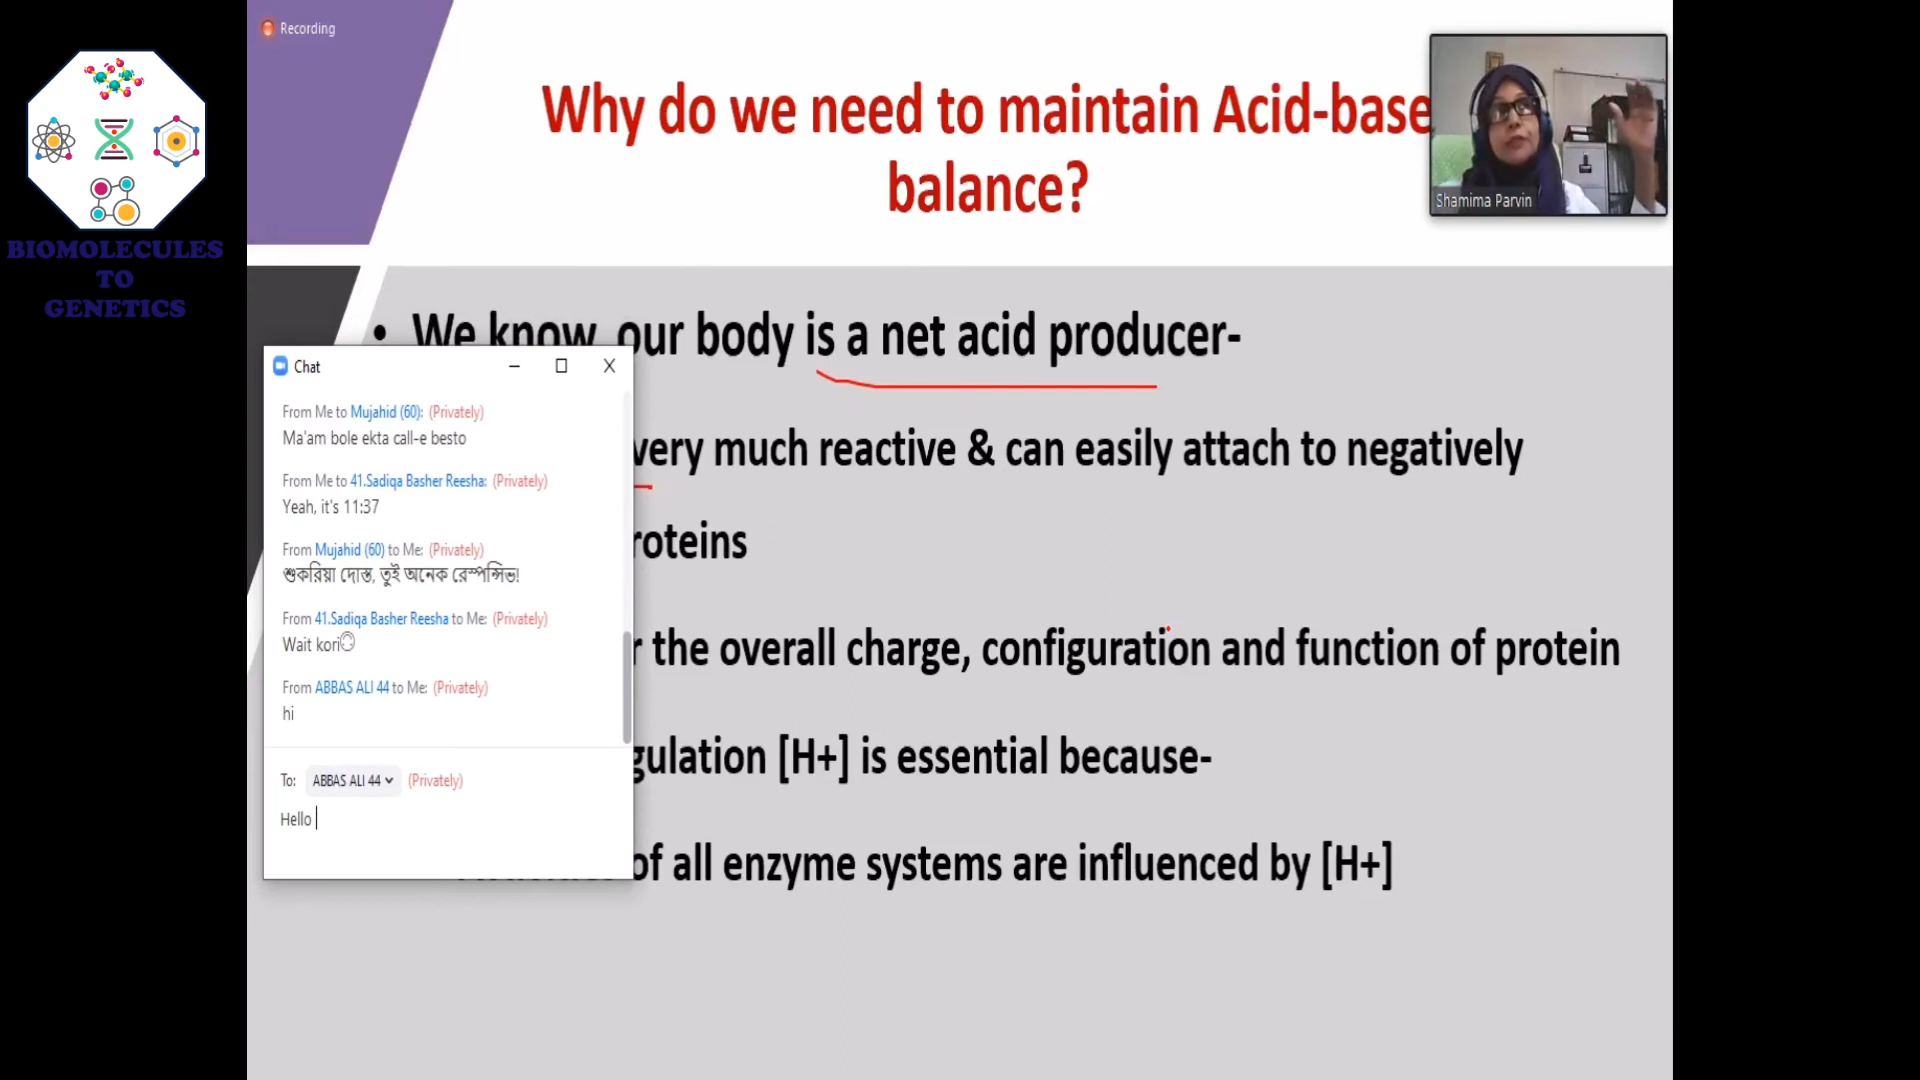 Recording
Why do we need to maintain Acid-base
balance?
Shamima Parvin
BIOMOLECULES
TO
GENETICS
• We know, our body is a net acid producer-
very much reactive & can easily attach to negatively
roteins
r the overall charge, configuration and function of protein
gulation [H+] is essential because-
of all enzyme systems are influenced by [H+]
Chat
From Me to Mujahid (60): (Privately)
Ma'am bole ekta call-e besto
From Me to 41.Sadiqa Basher Reesha: (Privately)
Yeah, it's 11:37
From Mujahid (60) to Me: (Privately)
শুকরিয়া দোস্ত, তুই অনেক রেস্পন্সিভ!
From 41.Sadiqa Basher Reesha to Me: (Privately)
Wait kori
From ABBAS ALI 44 to Me: (Privately)
hi
To: ABBAS ALI 44 (Privately)
Hello